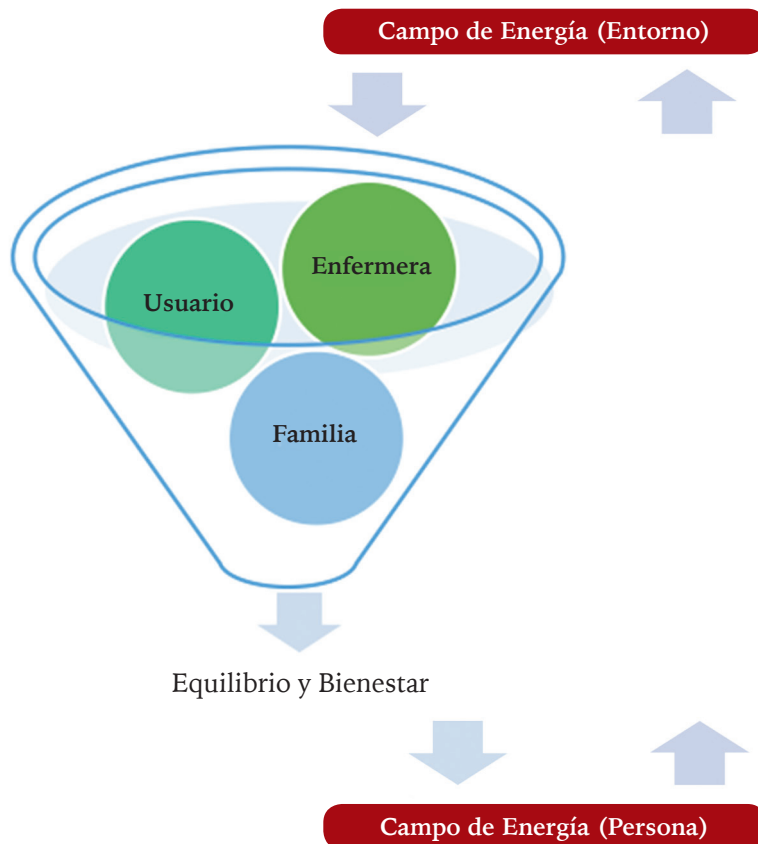 Campo de Energía (Entorno)
Enfermera
Usuario
Familia
Equilibrio y Bienestar
Campo de Energía (Persona)